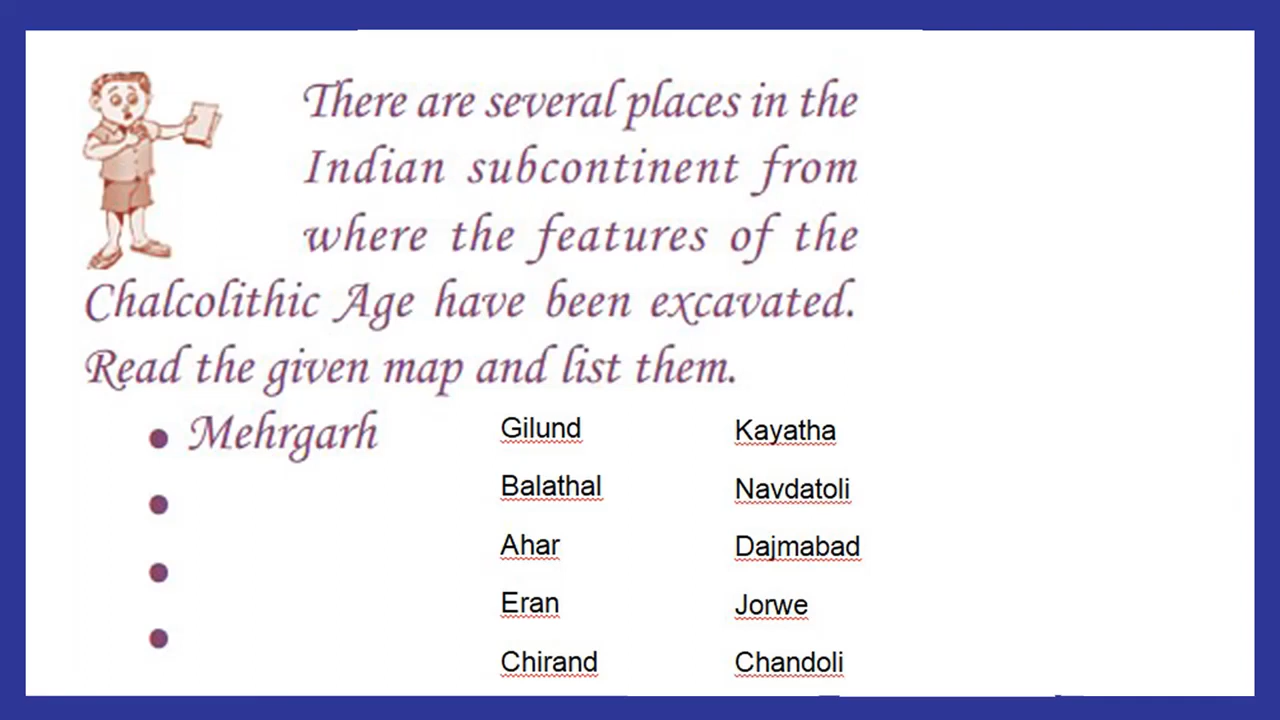 There are several places in the
Indian subcontinent from
where the features of the
Chalcolithic Age have been excavated.
Read the given map and list them.
• Mehrgarh
•
•
•
Gilund
Balathal
Ahar
Eran
Chirand
Kayatha
Navdatoli
Dajmabad
Jorwe
Chandoli